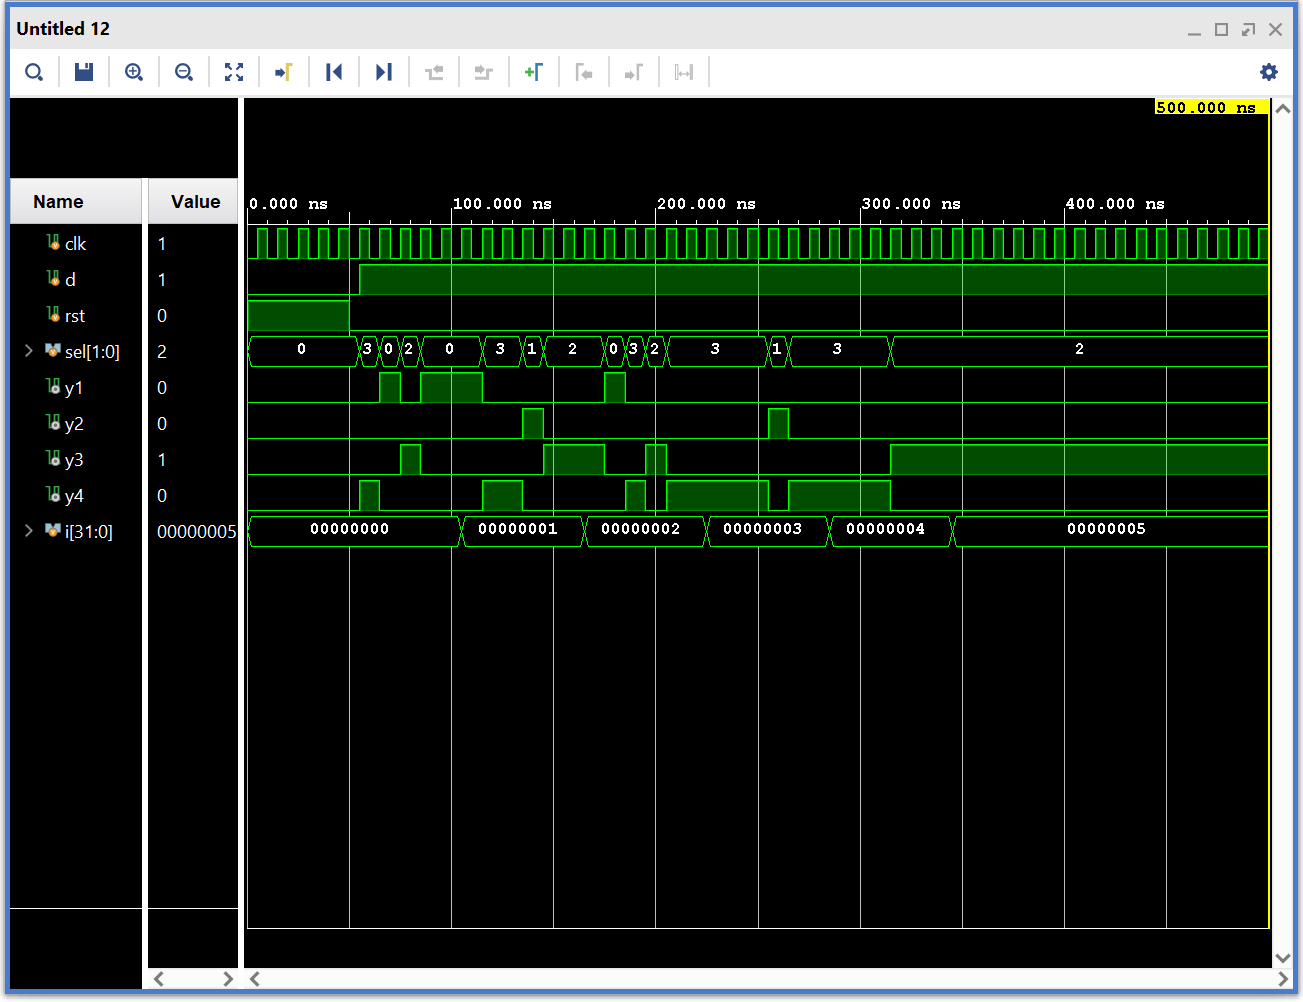 Untitled 12
500.000 ns
Name Value
0.000 ns 100.000 ns 200.000 ns 300.000 ns 400.000 ns
clk 1
d 1
rst 0
sel[1:0] 2 0 3 0 2 0 3 1 2 0 3 2 3 1 3 2
y1 0
y2 0
y3 1
y4 0
i[31:0] 00000005 00000000 00000001 00000002 00000003 00000004 00000005